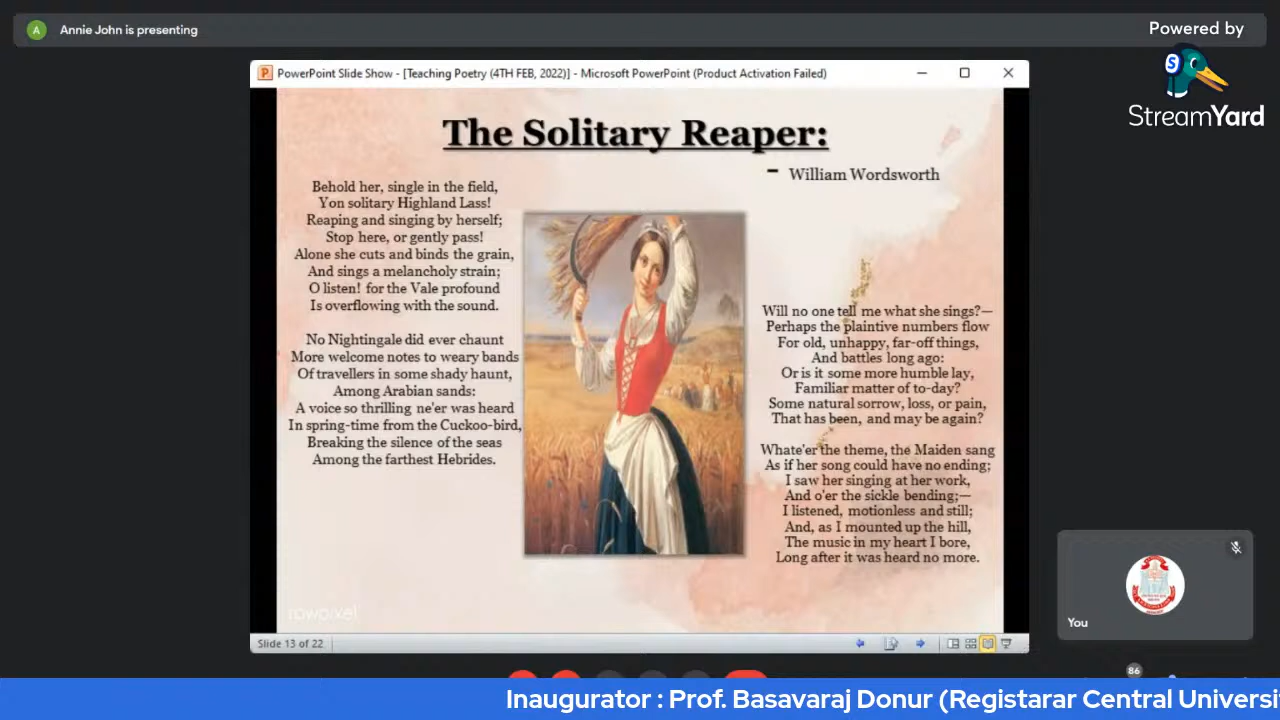 A
Annie John is presenting
Powered by
S
StreamYard
P
PowerPoint Slide Show - [Teaching Poetry (4TH FEB, 2022)] - Microsoft PowerPoint (Product Activation Failed)
The Solitary Reaper:
- William Wordsworth
Behold her, single in the field,
Yon solitary Highland Lass!
Reaping and singing by herself;
Stop here, or gently pass!
Alone she cuts and binds the grain,
And sings a melancholy strain;
O listen! for the Vale profound
Is overflowing with the sound.
No Nightingale did ever chaunt
More welcome notes to weary bands
Of travellers in some shady haunt,
Among Arabian sands:
A voice so thrilling ne'er was heard
In spring-time from the Cuckoo-bird,
Breaking the silence of the seas
Among the farthest Hebrides.
Will no one tell me what she sings?—
Perhaps the plaintive numbers flow
For old, unhappy, far-off things,
And battles long ago:
Or is it some more humble lay,
Familiar matter of to-day?
Some natural sorrow, loss, or pain,
That has been, and may be again?
Whate'er the theme, the Maiden sang
As if her song could have no ending;
I saw her singing at her work,
And o'er the sickle bending;—
I listened, motionless and still;
And, as I mounted up the hill,
The music in my heart I bore,
Long after it was heard no more.
rawpixel
Slide 13 of 22
You
86
Inaugurator : Prof. Basavaraj Donur (Registarar Central Universi